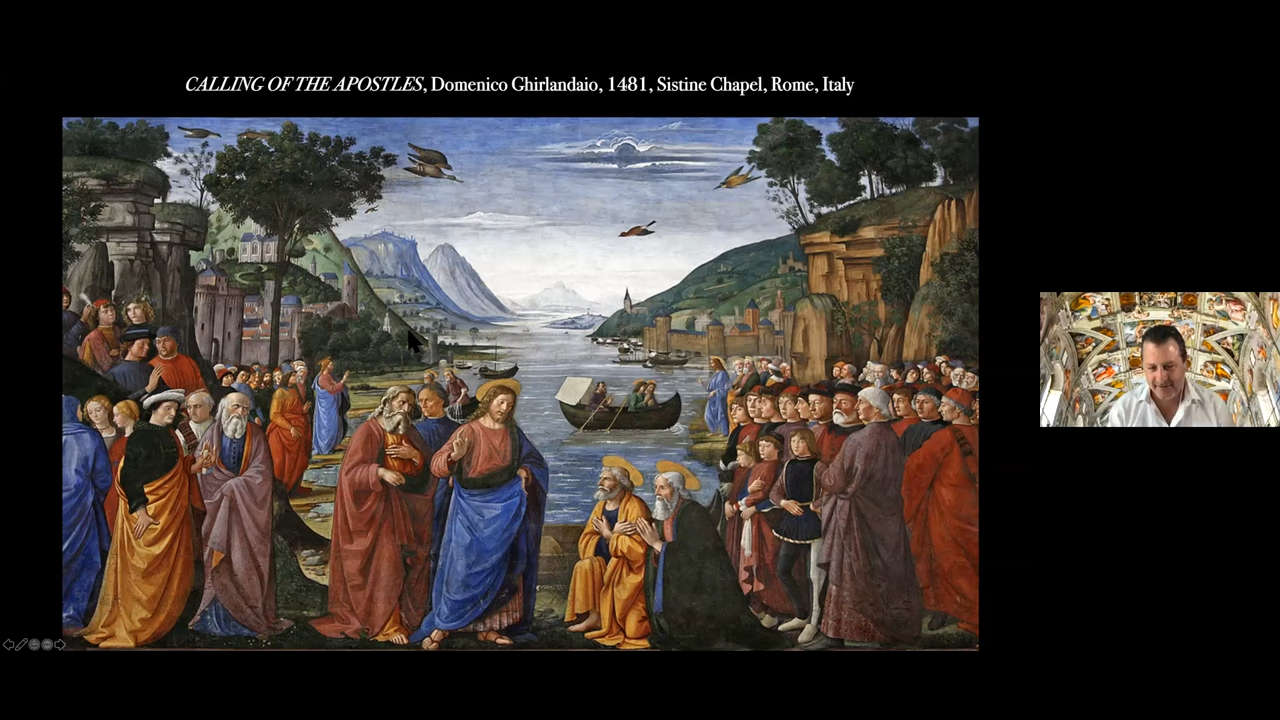 CALLING OF THE APOSTLES, Domenico Ghirlandaio, 1481, Sistine Chapel, Rome, Italy